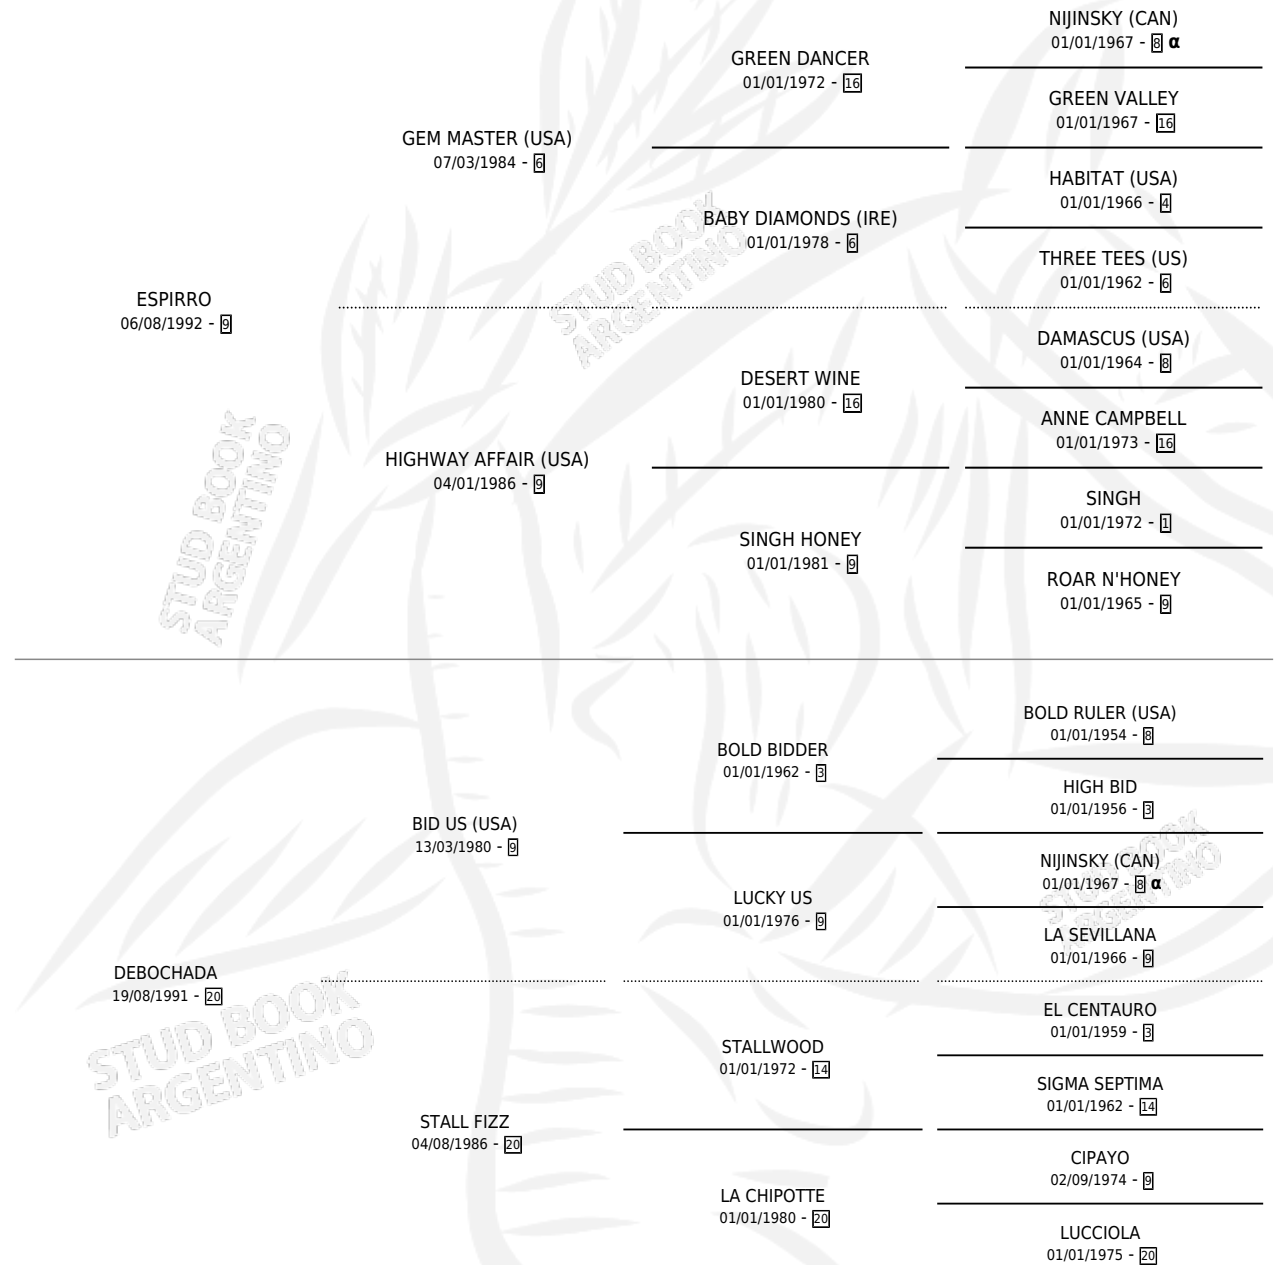 NIJINSKY (CAN)
01/01/1967 - 8 α
GREEN DANCER
01/01/1972 - 16
GREEN VALLEY
01/01/1967 - 16
GEM MASTER (USA)
07/03/1984 - 6
HABITAT (USA)
01/01/1966 - 4
BABY DIAMONDS (IRE)
01/01/1978 - 6
THREE TEES (US)
01/01/1962 - 6
ESPIRRO
06/08/1992 - 9
DAMASCUS (USA)
01/01/1964 - 8
DESERT WINE
01/01/1980 - 16
ANNE CAMPBELL
01/01/1973 - 16
HIGHWAY AFFAIR (USA)
04/01/1986 - 9
SINGH
01/01/1972 - 1
SINGH HONEY
01/01/1981 - 9
ROAR N'HONEY
01/01/1965 - 9
BOLD RULER (USA)
01/01/1954 - 8
BOLD BIDDER
01/01/1962 - 3
HIGH BID
01/01/1956 - 3
BID US (USA)
13/03/1980 - 9
NIJINSKY (CAN)
01/01/1967 - 8 α
LUCKY US
01/01/1976 - 9
LA SEVILLANA
01/01/1966 - 9
DEBOCHADA
19/08/1991 - 20
EL CENTAURO
01/01/1959 - 3
STALLWOOD
01/01/1972 - 14
SIGMA SEPTIMA
01/01/1962 - 14
STALL FIZZ
04/08/1986 - 20
CIPAYO
02/09/1974 - 9
LA CHIPOTTE
01/01/1980 - 20
LUCCIOLA
01/01/1975 - 20
STUD BOOK
ARGENTINO
STUD BOOK
ARGENTINO
STUD BOOK
ARGENTINO
STUD BOOK
ARGENTINO